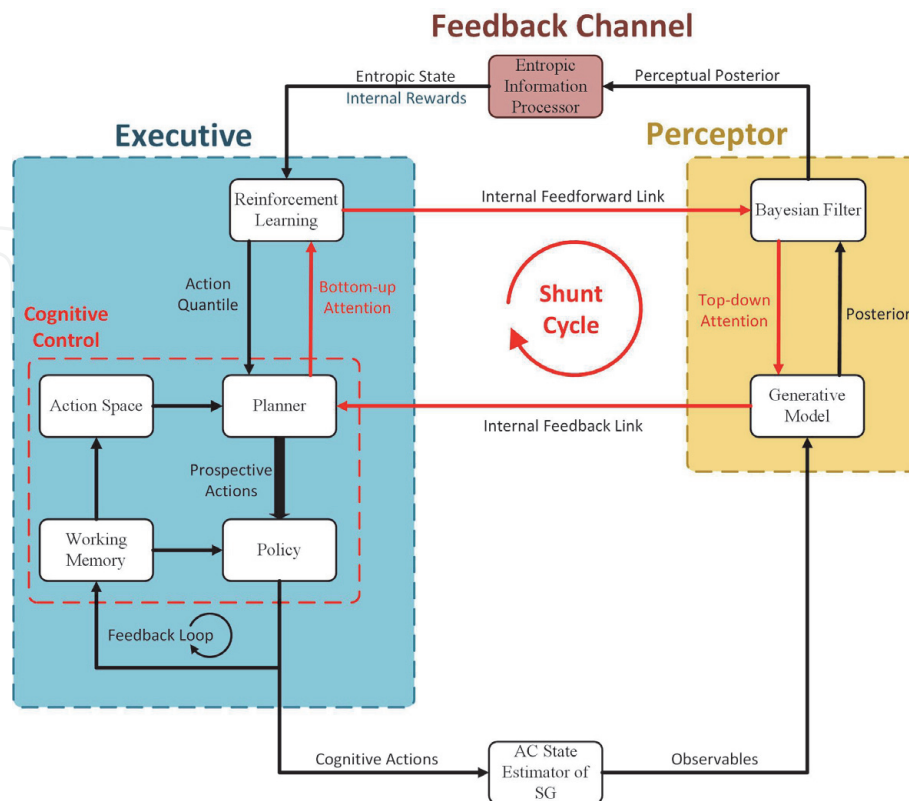 Feedback Channel
Entropic State
Internal Rewards
Entropic
Information
Processor
Perceptual Posterior
Executive
Perceptor
Reinforcement
Learning
Internal Feedforward Link
Bayesian Filter
Action
Quantile
Bottom-up
Attention
Shunt
Cycle
Top-down
Attention
Posterior
Cognitive
Control
Action Space
Planner
Internal Feedback Link
Generative
Model
Prospective
Actions
Working
Memory
Policy
Feedback Loop
Cognitive Actions
AC State
Estimator of
SG
Observables